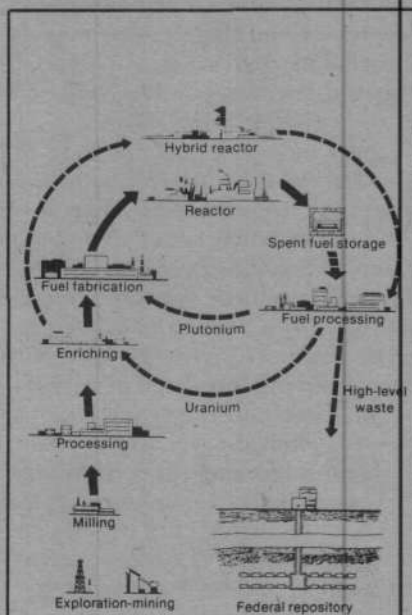 Hybrid reactor
Reactor
Spent fuel storage
Fuel fabrication
Fuel processing
Plutonium
Enriching
High-level
waste
Uranium
Processing
Milling
Exploration-mining
Federal repository